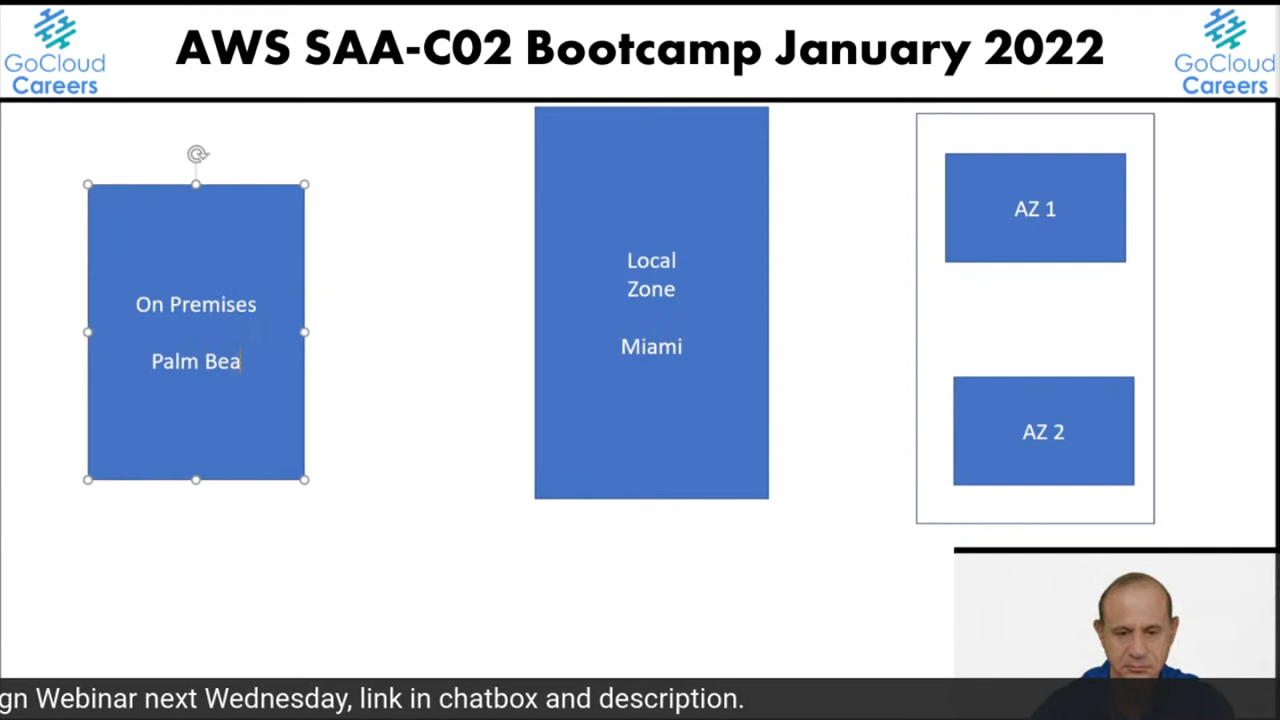 GoCloud
Careers
AWS SAA-C02 Bootcamp January 2022
GoCloud
Careers
On Premises
Palm Bea
Local
Zone
Miami
AZ 1
AZ 2
gn Webinar next Wednesday, link in chatbox and description.